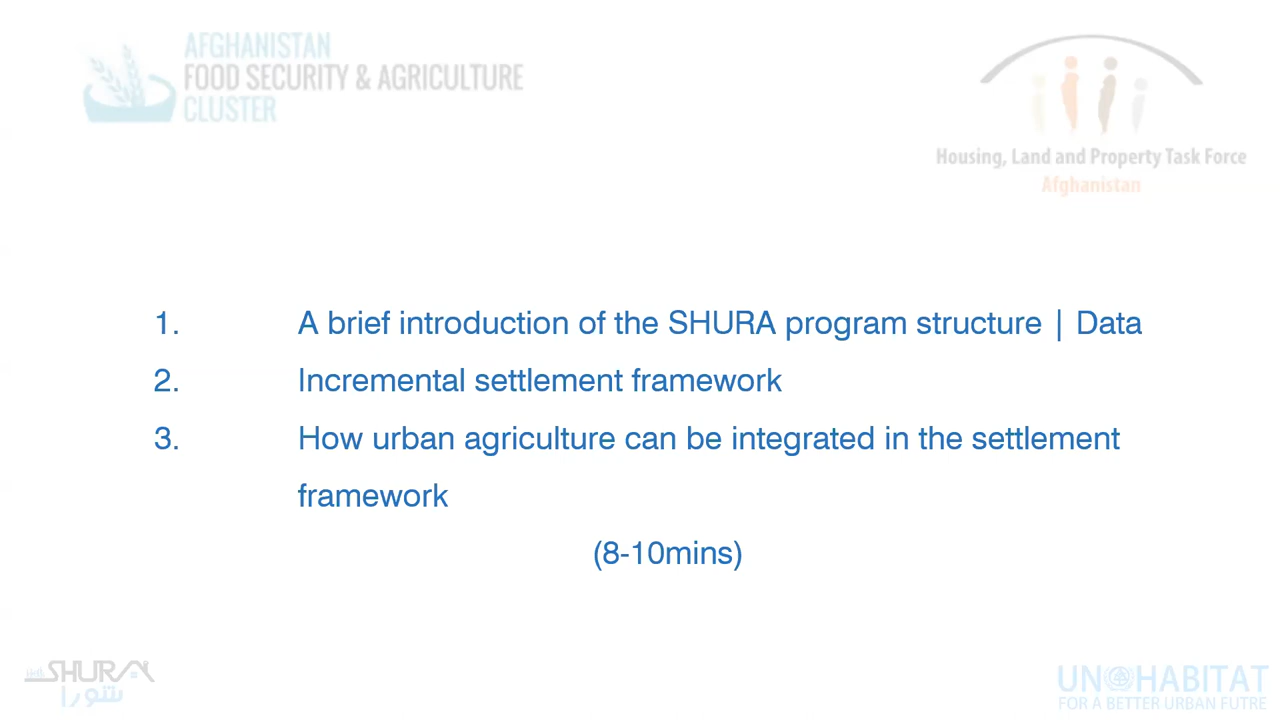 AFGHANISTAN
FOOD SECURITY & AGRICULTURE
CLUSTER
Housing, Land and Property Task Force
Afghanistan
1. A brief introduction of the SHURA program structure | Data
2. Incremental settlement framework
3. How urban agriculture can be integrated in the settlement
framework
(8-10mins)
SHURA
شورا
UN HABITAT
FOR A BETTER URBAN FUTRE